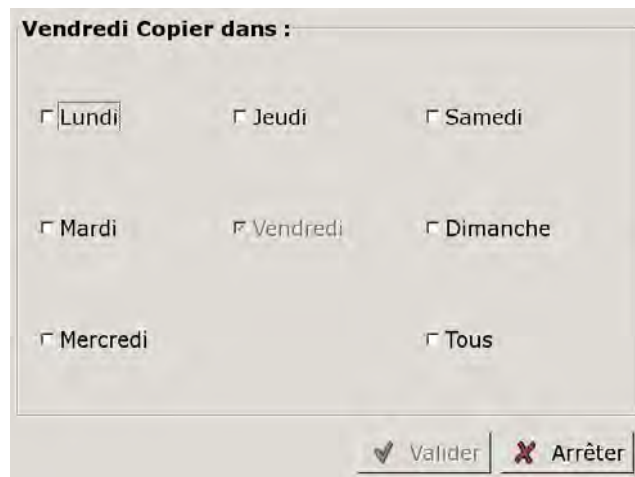 Vendredi Copier dans :
Lundi Jeudi Samedi
Mardi Vendredi Dimanche
Mercredi Tous
Valider Arrêter